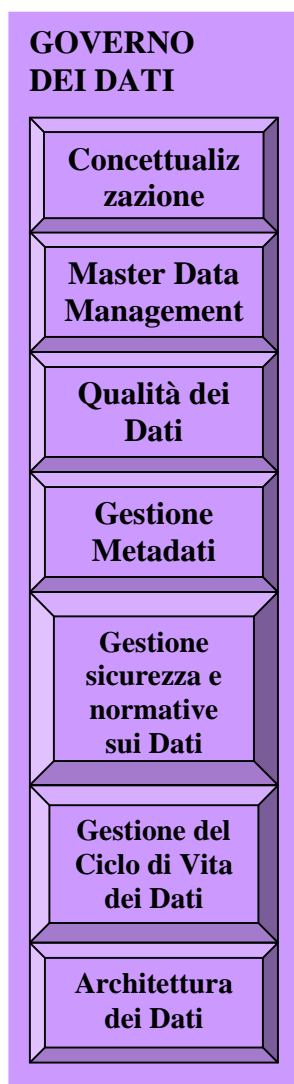 GOVERNO
DEI DATI
Concettualiz
zazione
Master Data
Management
Qualità dei
Dati
Gestione
Metadati
Gestione
sicurezza e
normative
sui Dati
Gestione del
Ciclo di Vita
dei Dati
Architettura
dei Dati